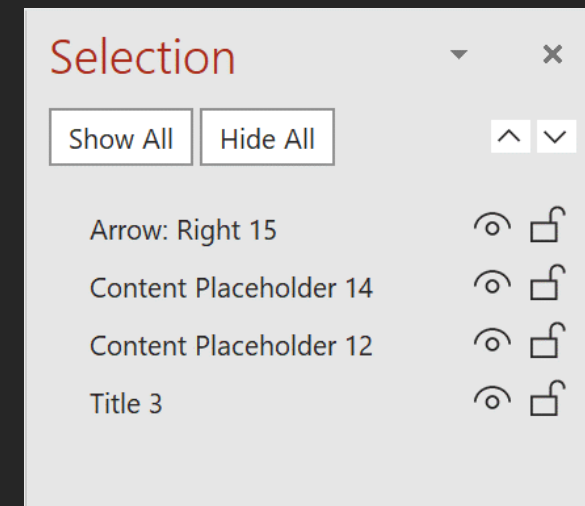 Selection
Show All Hide All
Arrow: Right 15
Content Placeholder 14
Content Placeholder 12
Title 3